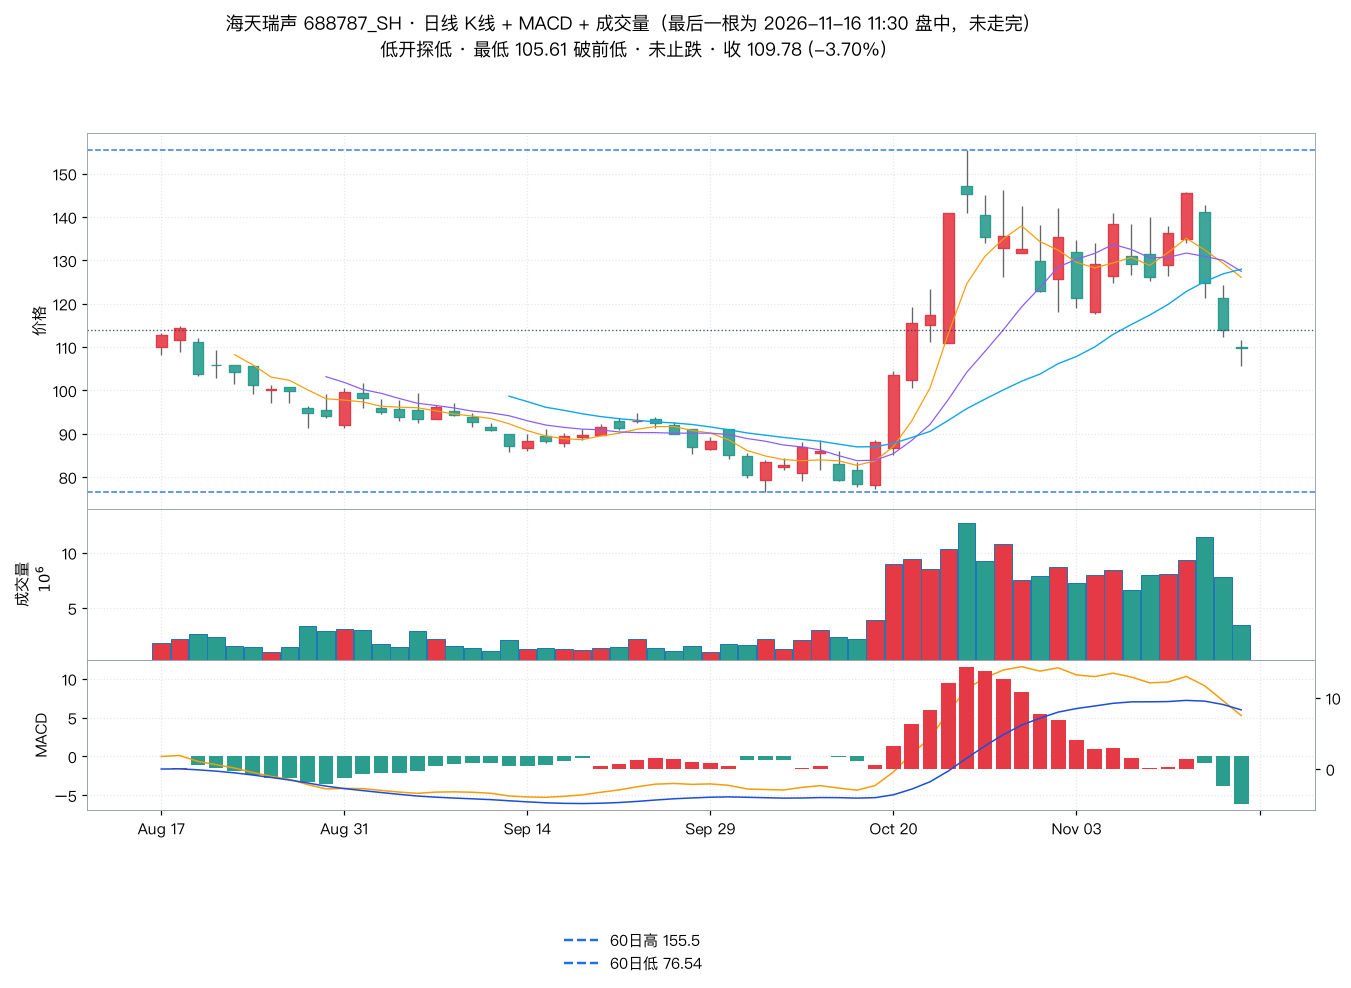 海天瑞声 688787_SH · 日线 K线 + MACD + 成交量（最后一根为 2026−11−16 11:30 盘中，未走完）
低开探低 · 最低 105.61 破前低 · 未止跌 · 收 109.78 (−3.70%)
价格
150
140
130
120
110
100
90
80
成交量
10⁶
10
5
MACD
10
5
0
−5
10
0
Aug 17
Aug 31
Sep 14
Sep 29
Oct 20
Nov 03
60日高 155.5
60日低 76.54